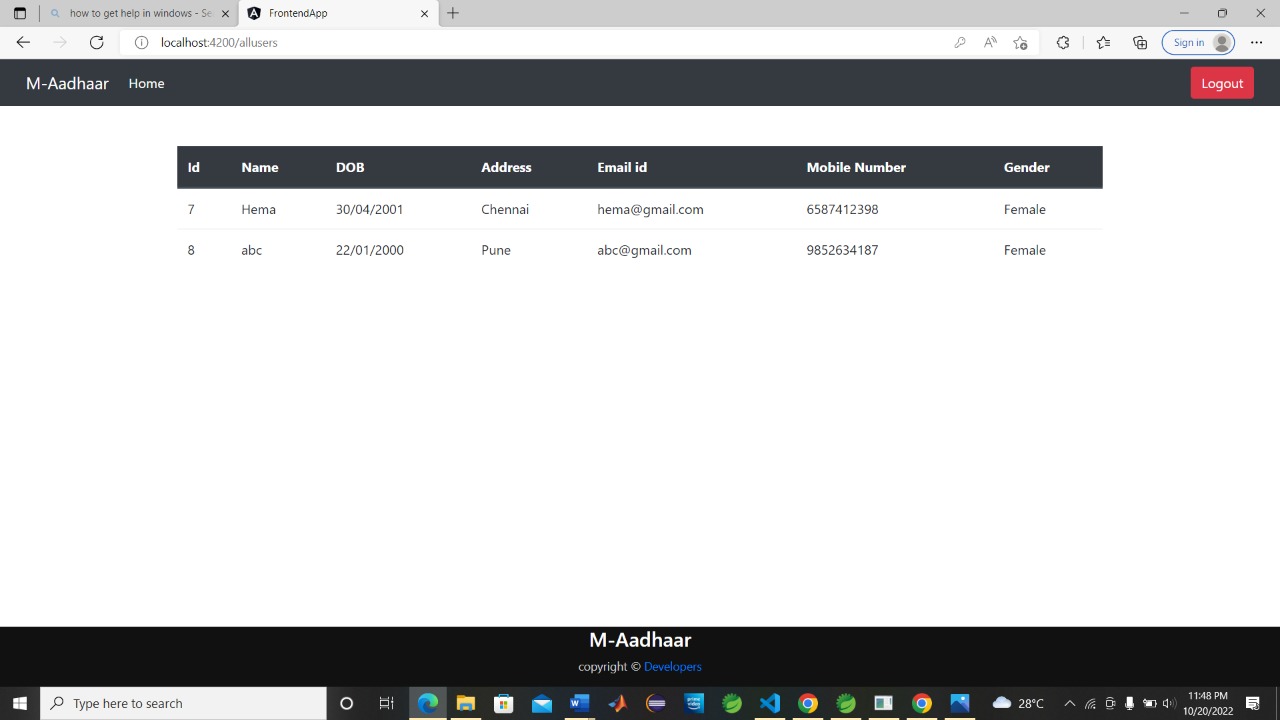 how to get help in windows - Se
FrontendApp
localhost:4200/allusers
Sign in
M-Aadhaar Home Logout
Id Name DOB Address Email id Mobile Number Gender
7 Hema 30/04/2001 Chennai hema@gmail.com 6587412398 Female
8 abc 22/01/2000 Pune abc@gmail.com 9852634187 Female
M-Aadhaar
copyright © Developers
Type here to search
28°C
11:48 PM
10/20/2022